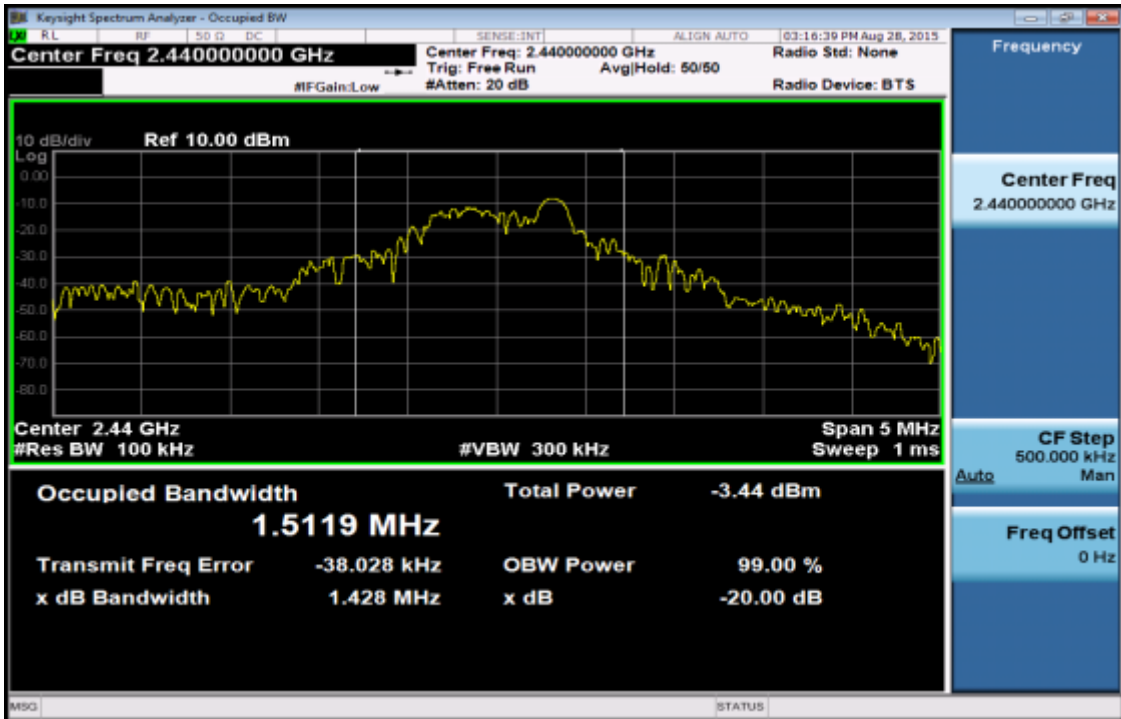 Keysight Spectrum Analyzer - Occupied BW
RL RF 50 Ω DC SENSE:INT ALIGN AUTO 03:16:39 PM Aug 28, 2015
Center Freq 2.440000000 GHz
Center Freq: 2.440000000 GHz Radio Std: None
Trig: Free Run Avg|Hold: 50/50
#IFGain:Low #Atten: 20 dB Radio Device: BTS
10 dB/div Ref 10.00 dBm
Log
0.00
-10.0
-20.0
-30.0
-40.0
-50.0
-60.0
-70.0
-80.0
Center 2.44 GHz Span 5 MHz
#Res BW 100 kHz #VBW 300 kHz Sweep 1 ms
Occupied Bandwidth Total Power -3.44 dBm
1.5119 MHz
Transmit Freq Error -38.028 kHz OBW Power 99.00 %
x dB Bandwidth 1.428 MHz x dB -20.00 dB
MSG STATUS
Frequency
Center Freq
2.440000000 GHz
CF Step
500.000 kHz
Auto Man
Freq Offset
0 Hz